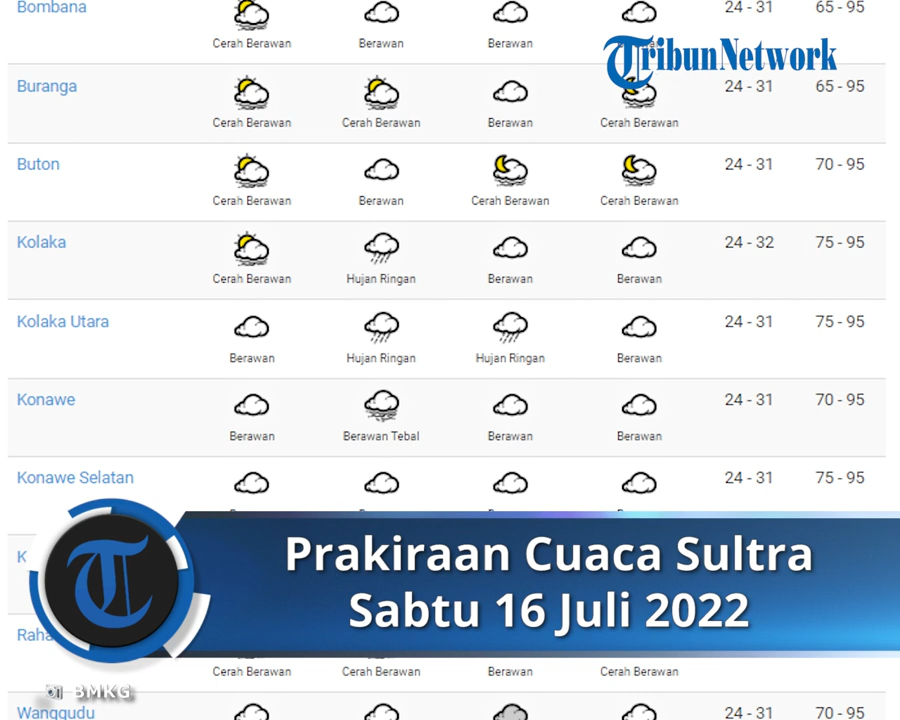 Bombana 24 - 31 65 - 95
Cerah Berawan Berawan Berawan
TribunNetwork
Buranga 24 - 31 65 - 95
Cerah Berawan Cerah Berawan Berawan Cerah Berawan
Buton 24 - 31 70 - 95
Cerah Berawan Berawan Cerah Berawan Cerah Berawan
Kolaka 24 - 32 75 - 95
Cerah Berawan Hujan Ringan Berawan Berawan
Kolaka Utara 24 - 31 75 - 95
Berawan Hujan Ringan Hujan Ringan Berawan
Konawe 24 - 31 70 - 95
Berawan Berawan Tebal Berawan Berawan
Konawe Selatan 24 - 31 75 - 95
Prakiraan Cuaca Sultra
Sabtu 16 Juli 2022
T
Cerah Berawan Cerah Berawan Berawan Cerah Berawan
BMKG
Wanggudu 24 - 31 70 - 95